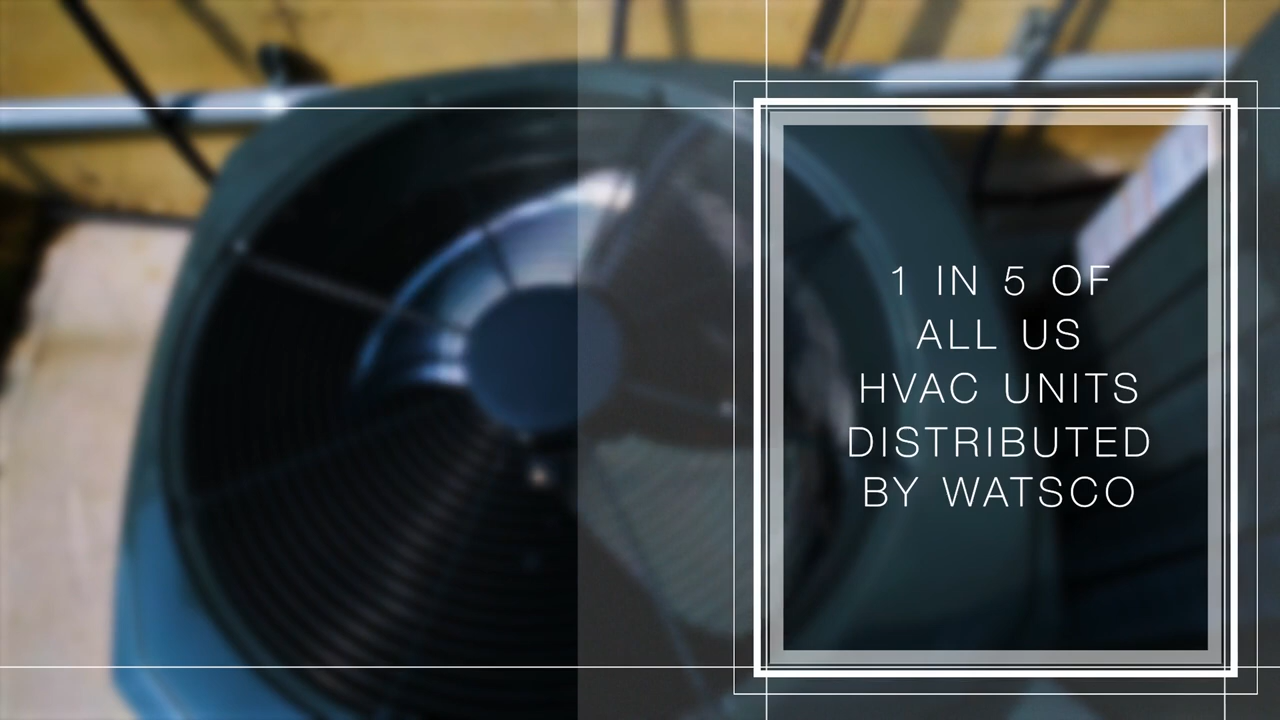 1 IN 5 OF
ALL US
HVAC UNITS
DISTRIBUTED
BY WATSCO